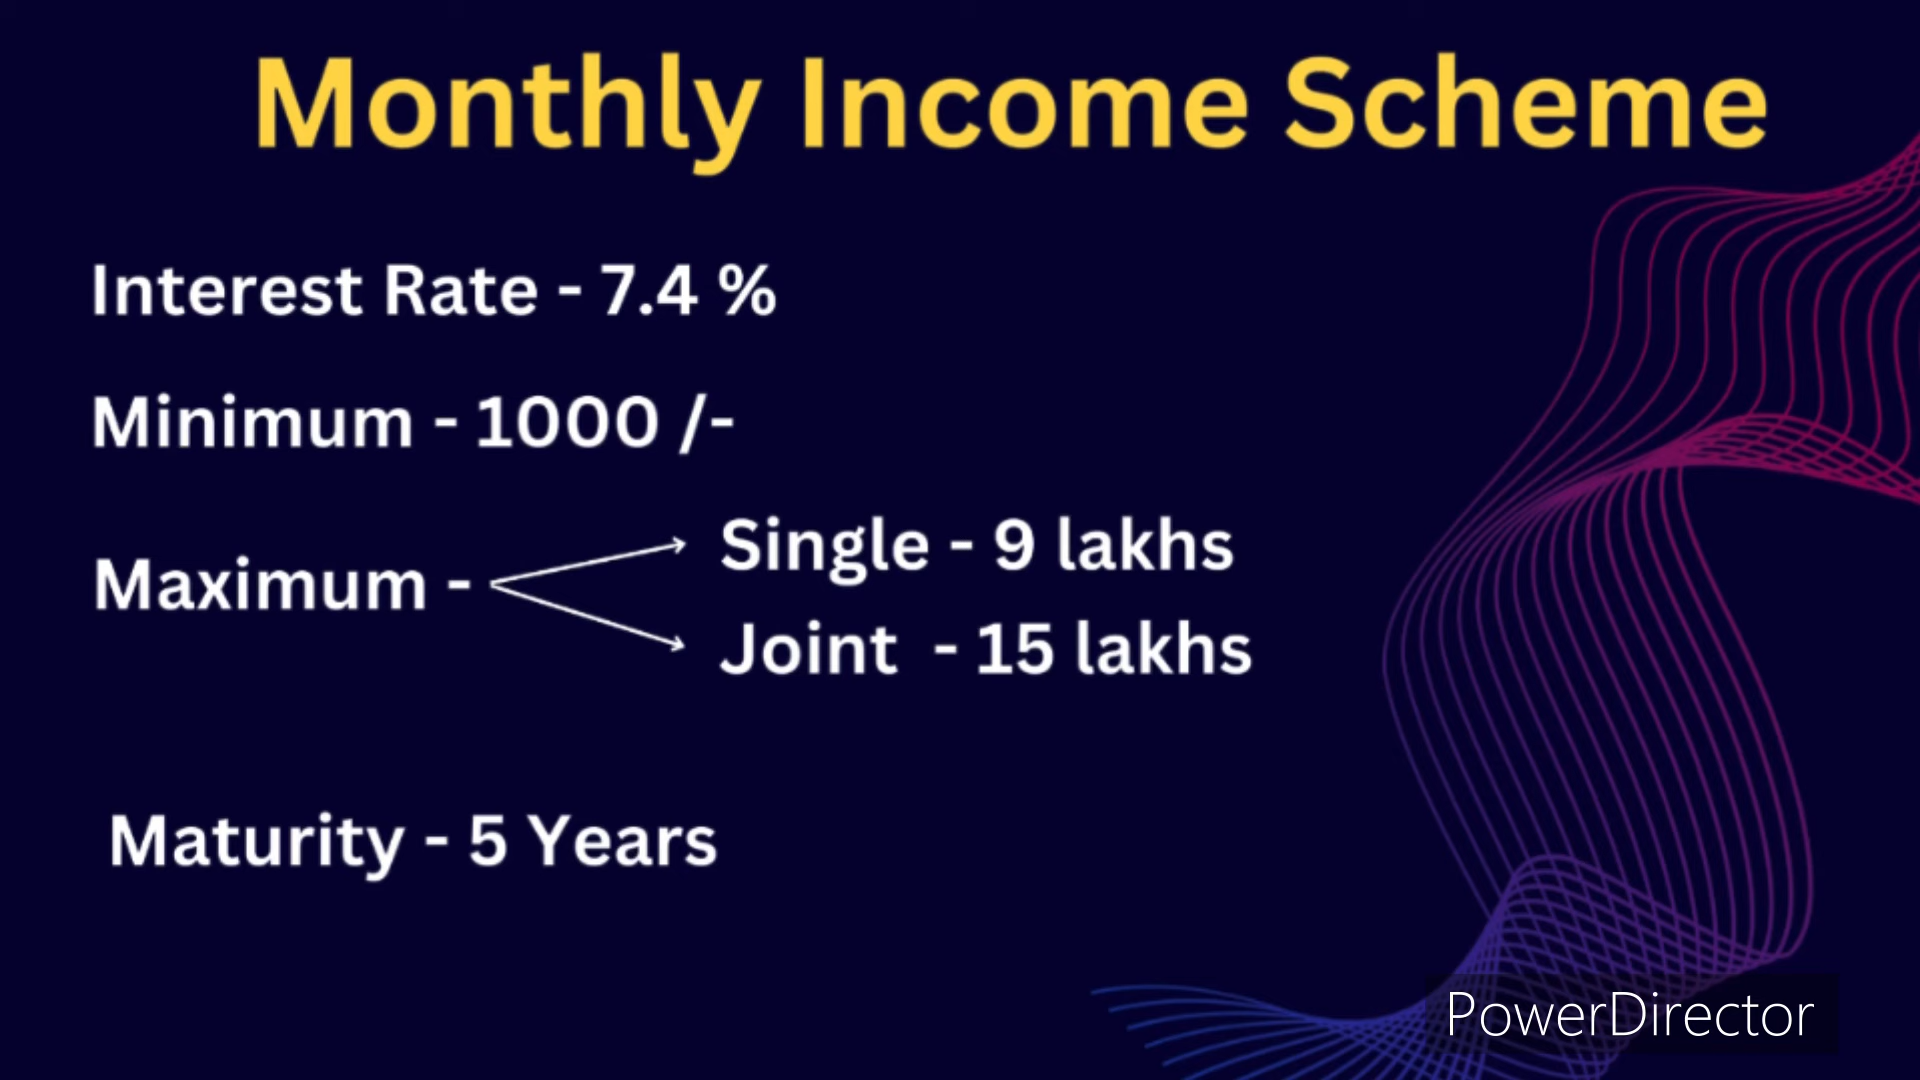 Monthly Income Scheme
Interest Rate - 7.4 %
Minimum - 1000 /-
Maximum -
Single - 9 lakhs
Joint - 15 lakhs
Maturity - 5 Years
PowerDirector